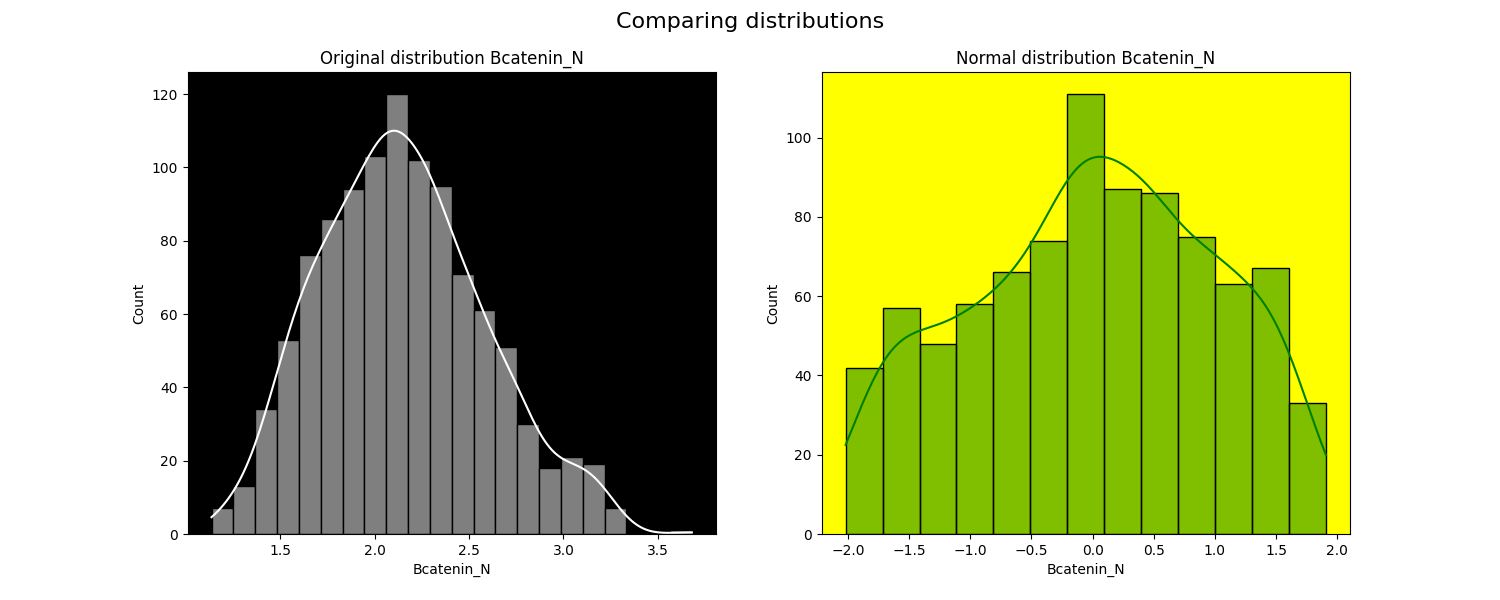 Comparing distributions
Original distribution Bcatenin_N
120
100
80
60
40
20
0
Count
1.5 2.0 2.5 3.0 3.5
Bcatenin_N
Normal distribution Bcatenin_N
100
80
60
40
20
0
Count
−2.0 −1.5 −1.0 −0.5 0.0 0.5 1.0 1.5 2.0
Bcatenin_N